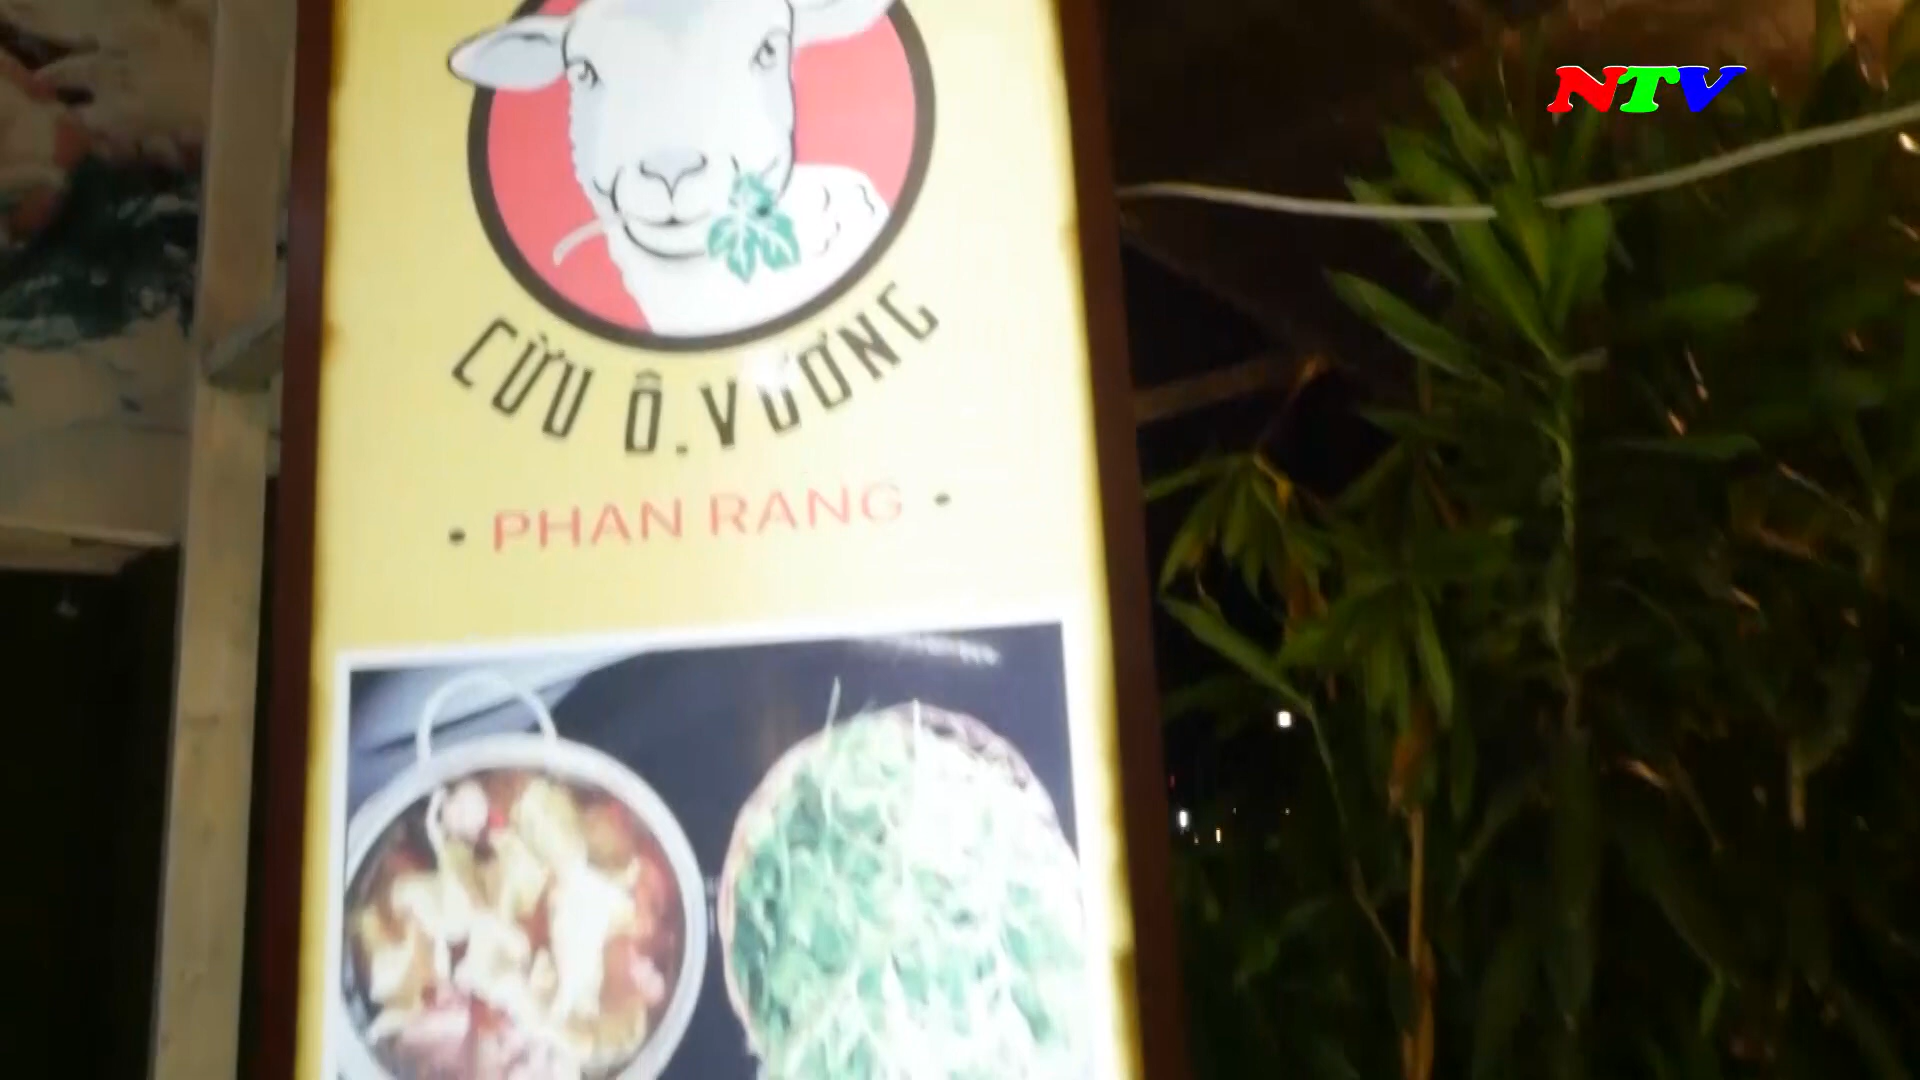 NTV
CỪU Ô.VƯƠNG
• PHAN RANG •